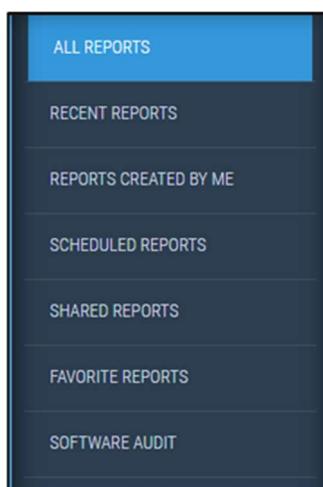 ALL REPORTS
RECENT REPORTS
REPORTS CREATED BY ME
SCHEDULED REPORTS
SHARED REPORTS
FAVORITE REPORTS
SOFTWARE AUDIT